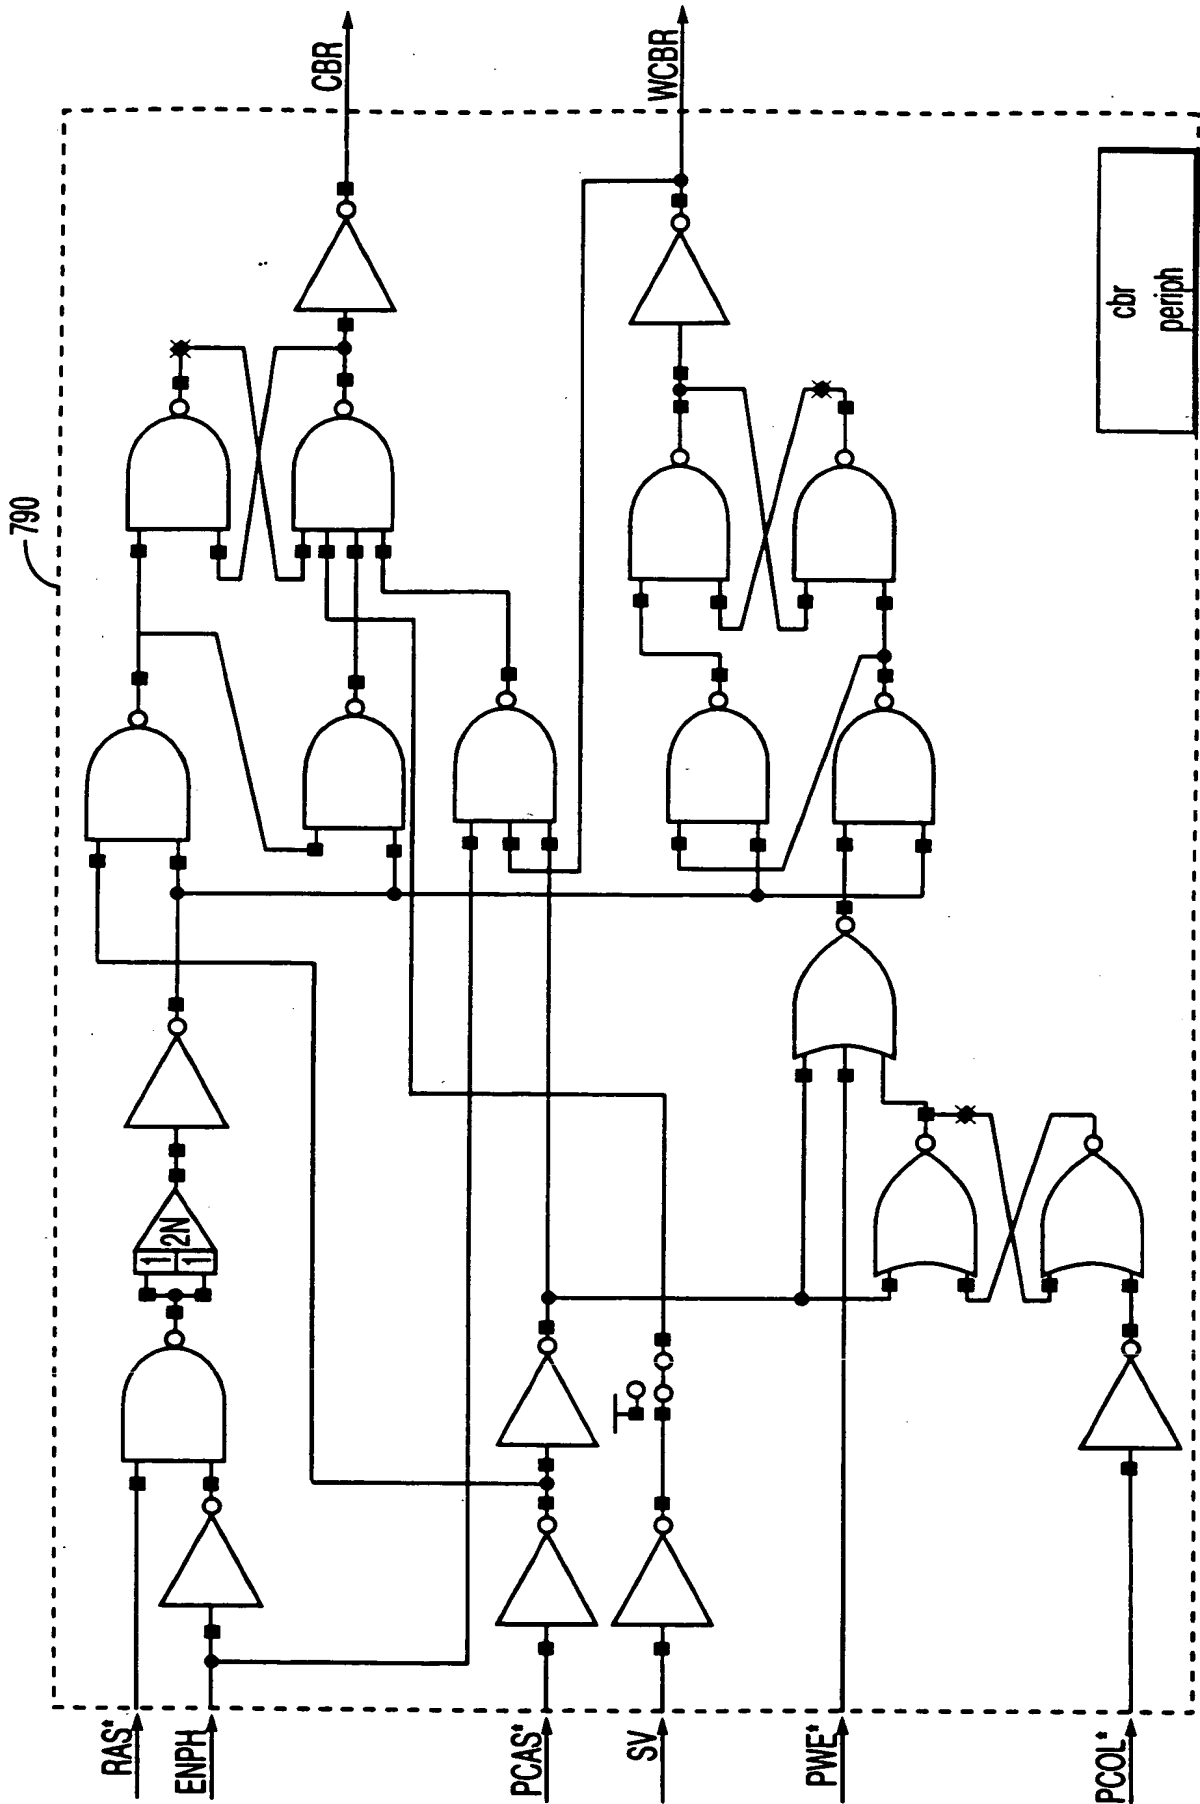 790
CBR
WCBR
RAS*
ENPH
PCAS*
SV
PWE*
PCOL*
2N
1
1
cbr
periph